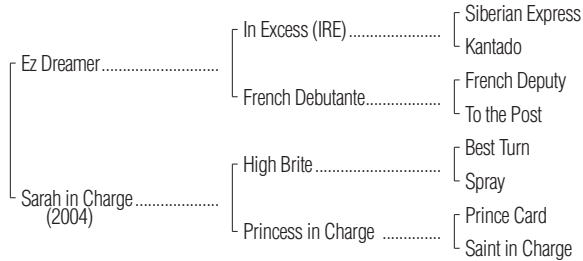 Siberian Express
In Excess (IRE)
Kantado
Ez Dreamer
French Deputy
French Debutante
To the Post
Best Turn
High Brite
Spray
Sarah in Charge
(2004)
Prince Card
Princess in Charge
Saint in Charge